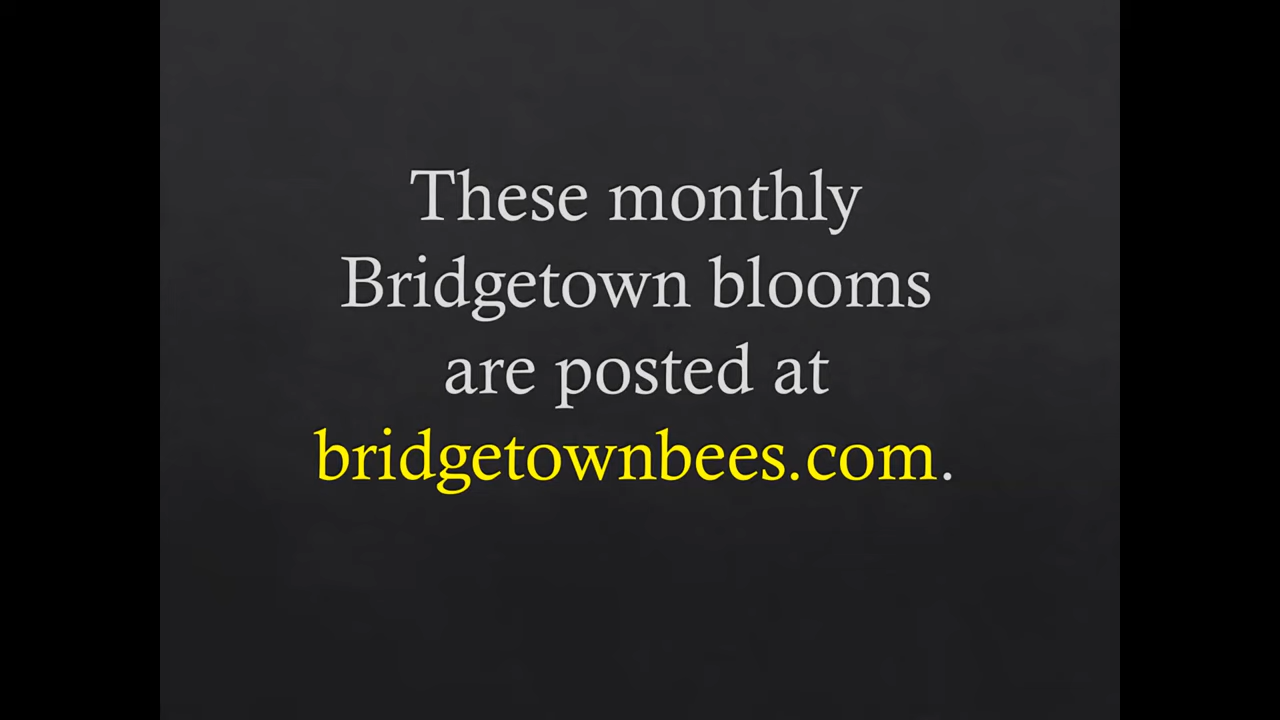 These monthly
Bridgetown blooms
are posted at
bridgetownbees.com.